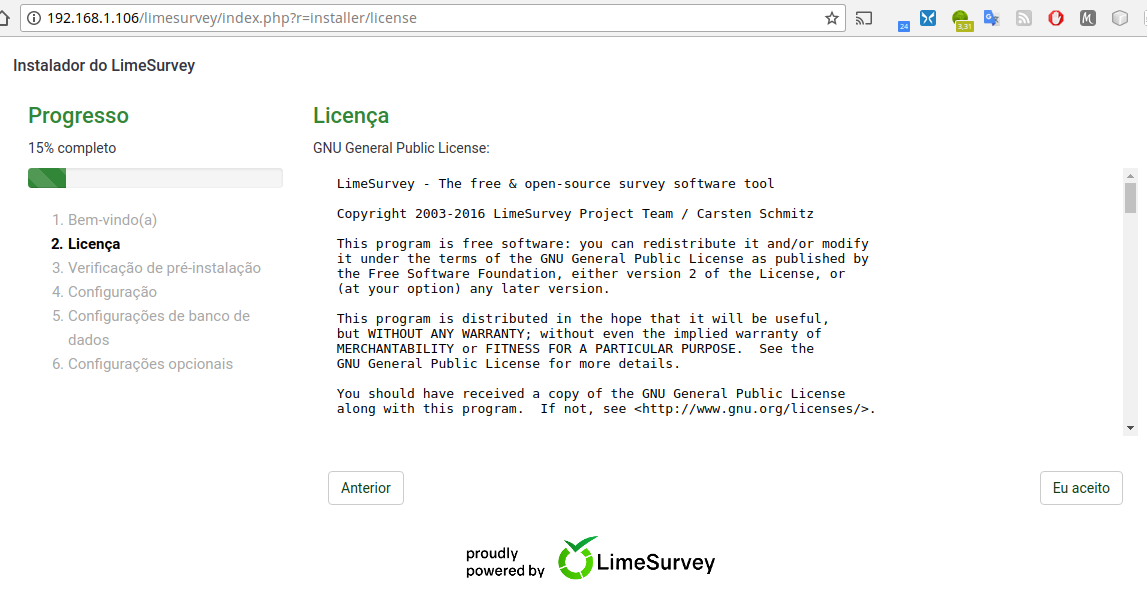 192.168.1.106/limesurvey/index.php?r=installer/license
24
3,31
Instalador do LimeSurvey
Progresso
15% completo
1. Bem-vindo(a)
2. Licença
3. Verificação de pré-instalação
4. Configuração
5. Configurações de banco de
dados
6. Configurações opcionais
Licença
GNU General Public License:
LimeSurvey - The free & open-source survey software tool
Copyright 2003-2016 LimeSurvey Project Team / Carsten Schmitz
This program is free software: you can redistribute it and/or modify
it under the terms of the GNU General Public License as published by
the Free Software Foundation, either version 2 of the License, or
(at your option) any later version.
This program is distributed in the hope that it will be useful,
but WITHOUT ANY WARRANTY; without even the implied warranty of
MERCHANTABILITY or FITNESS FOR A PARTICULAR PURPOSE.  See the
GNU General Public License for more details.
You should have received a copy of the GNU General Public License
along with this program.  If not, see <http://www.gnu.org/licenses/>.
Anterior
Eu aceito
proudly
powered by
LimeSurvey